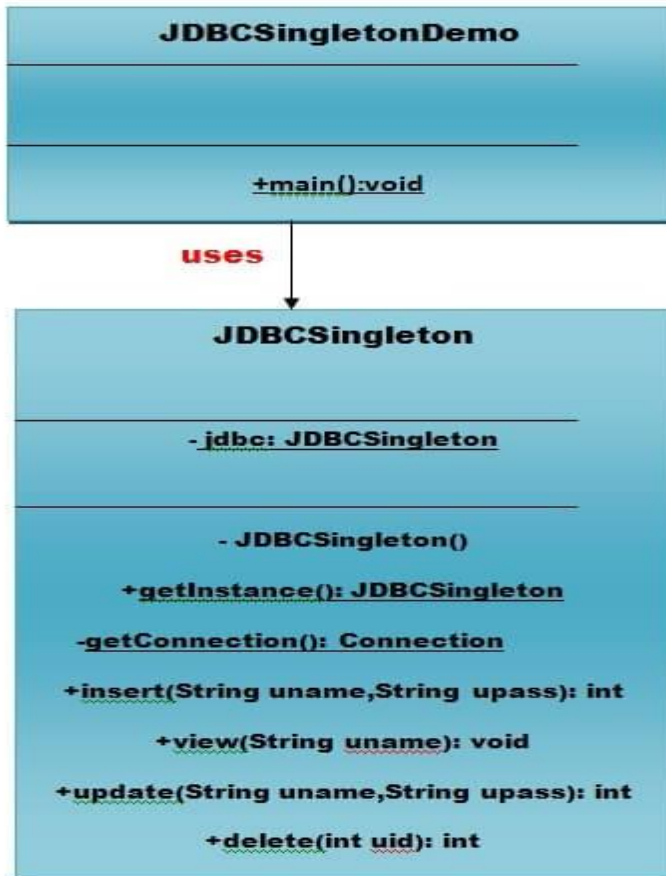 JDBCSingletonDemo
+main():void
uses
JDBCSingleton
- jdbc: JDBCSingleton
- JDBCSingleton()
+getInstance(): JDBCSingleton
-getConnection(): Connection
+insert(String uname,String upass): int
+view(String uname): void
+update(String uname,String upass): int
+delete(int uid): int